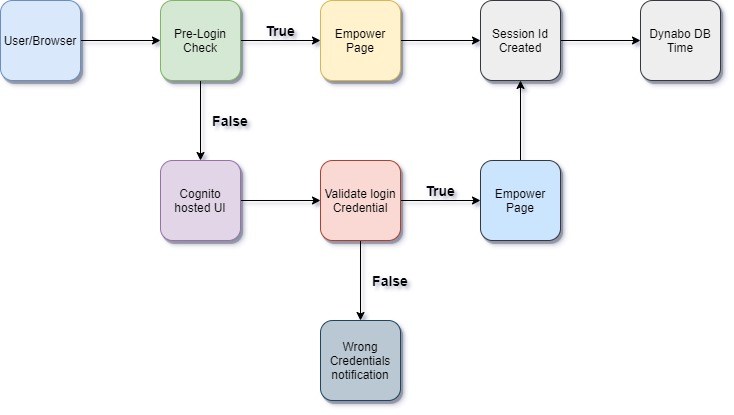 User/Browser
Pre-Login
Check
True
Empower
Page
Session Id
Created
Dynabo DB
Time
False
Cognito
hosted UI
Validate login
Credential
True
Empower
Page
False
Wrong
Credentials
notification